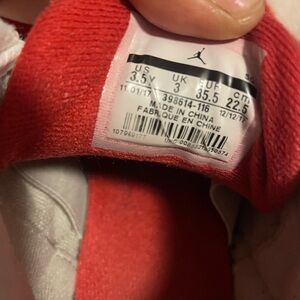 US UK EUR cm
3.5Y 3 35.5 22.5
11/01/17 12/12/17
398614-116
MADE IN CHINA
FABRIQUE EN CHINE